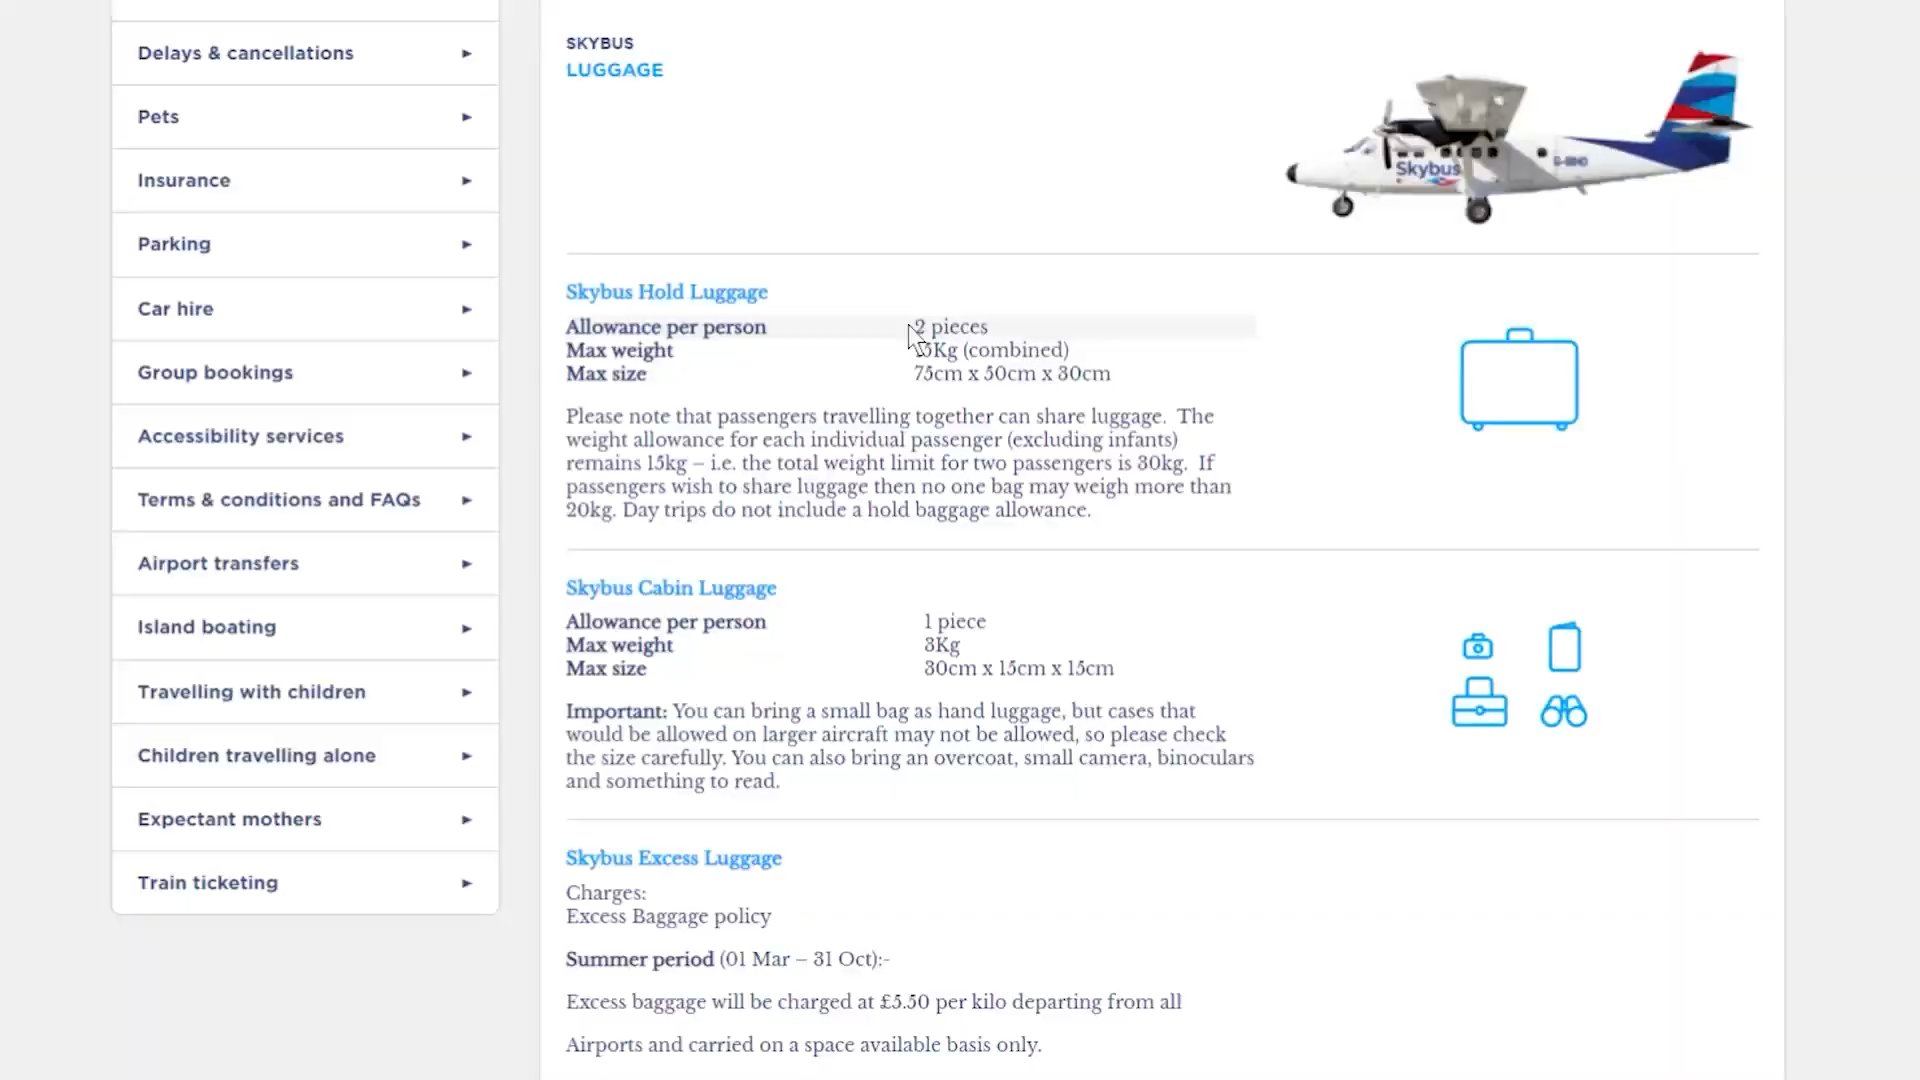 Delays & cancellations
Pets
Insurance
Parking
Car hire
Group bookings
Accessibility services
Terms & conditions and FAQs
Airport transfers
Island boating
Travelling with children
Children travelling alone
Expectant mothers
Train ticketing
SKYBUS
LUGGAGE
Skybus
Skybus Hold Luggage
Allowance per person 2 pieces
Max weight 15Kg (combined)
Max size 75cm x 50cm x 30cm
Please note that passengers travelling together can share luggage. The
weight allowance for each individual passenger (excluding infants)
remains 15kg – i.e. the total weight limit for two passengers is 30kg. If
passengers wish to share luggage then no one bag may weigh more than
20kg. Day trips do not include a hold baggage allowance.
Skybus Cabin Luggage
Allowance per person 1 piece
Max weight 3Kg
Max size 30cm x 15cm x 15cm
Important: You can bring a small bag as hand luggage, but cases that
would be allowed on larger aircraft may not be allowed, so please check
the size carefully. You can also bring an overcoat, small camera, binoculars
and something to read.
Skybus Excess Luggage
Charges:
Excess Baggage policy
Summer period (01 Mar – 31 Oct):-
Excess baggage will be charged at £5.50 per kilo departing from all
Airports and carried on a space available basis only.